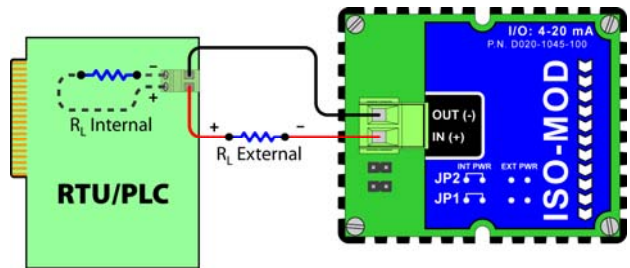 I/O: 4-20 mA
P.N. D020-1045-100
−
+
RL Internal
RTU/PLC
+ −
RL External
OUT (-)
IN (+)
INT PWR EXT PWR
JP2
JP1
ISO-MOD